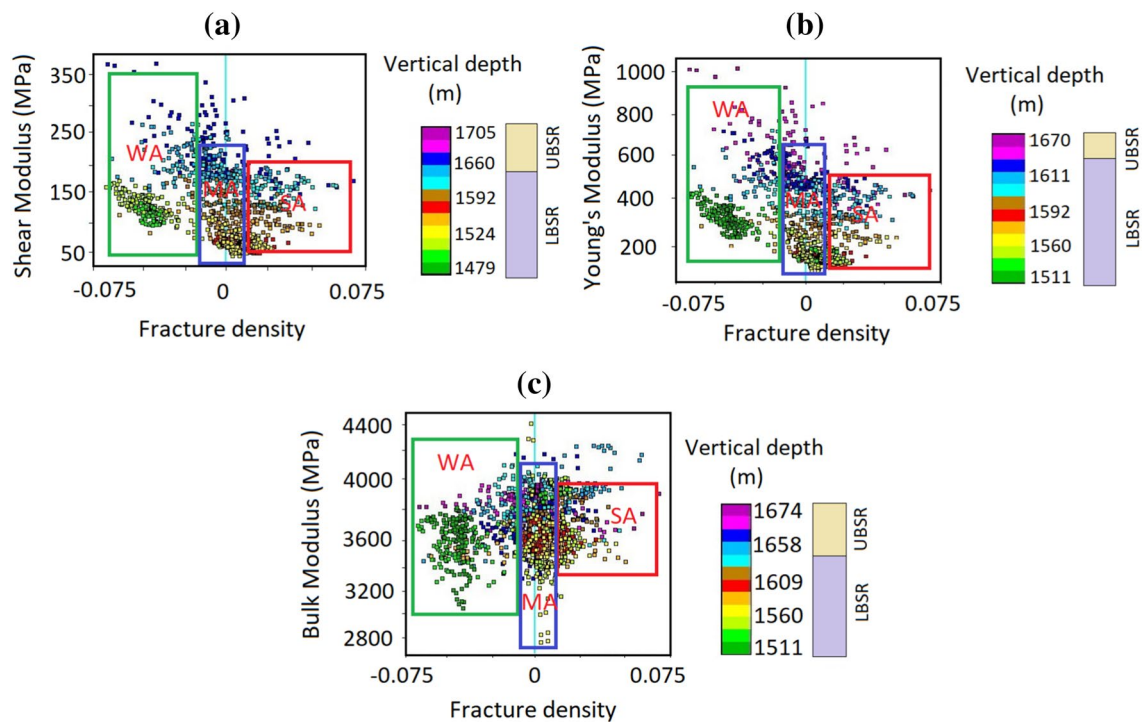 (a)
Shear Modulus (MPa)
350
250
150
50
-0.075
0
0.075
Fracture density
WA
MA
SA
Vertical depth
(m)
1705
1660
1592
1524
1479
UBSR
LBSR
(b)
Young's Modulus (MPa)
1000
800
600
400
200
-0.075
0
0.075
Fracture density
WA
MA
SA
Vertical depth
(m)
1670
1611
1592
1560
1511
UBSR
LBSR
(c)
Bulk Modulus (MPa)
4400
4000
3600
3200
2800
-0.075
0
0.075
Fracture density
WA
MA
SA
Vertical depth
(m)
1674
1658
1609
1560
1511
UBSR
LBSR